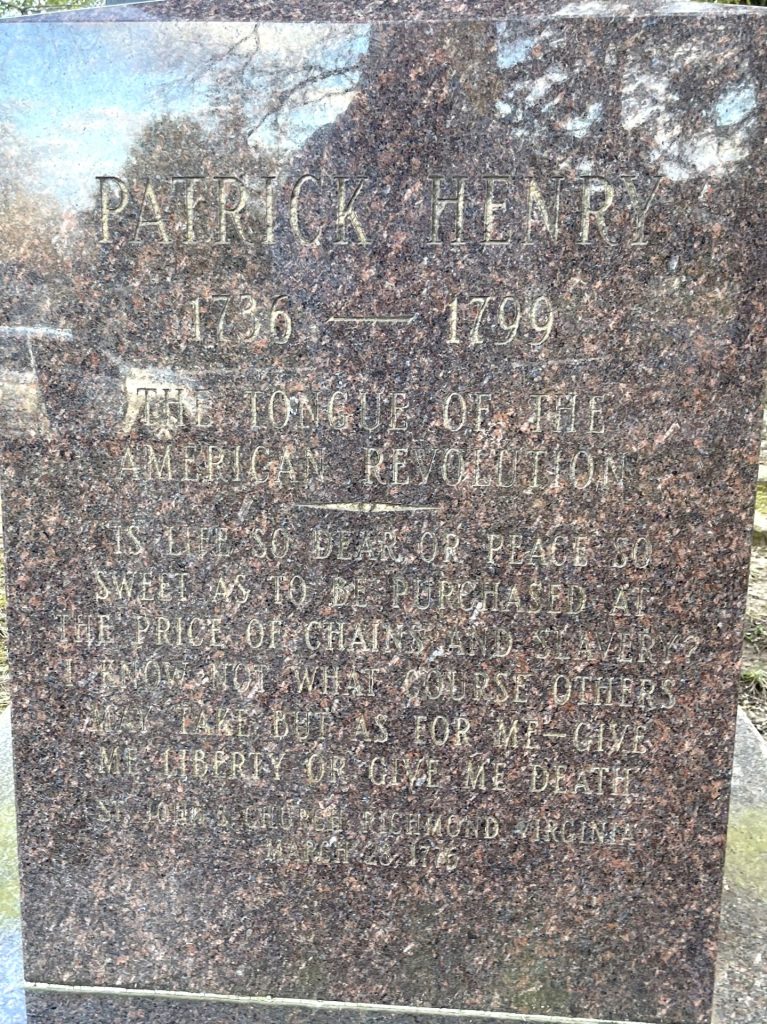 PATRICK HENRY
1736 — 1799
THE TONGUE OF THE
AMERICAN REVOLUTION
IS LIFE SO DEAR OR PEACE SO
SWEET AS TO BE PURCHASED AT
THE PRICE OF CHAINS AND SLAVERY?
I KNOW NOT WHAT COURSE OTHERS
MAY TAKE BUT AS FOR ME—GIVE
ME LIBERTY OR GIVE ME DEATH
ST. JOHN'S CHURCH RICHMOND, VIRGINIA
MARCH 1775